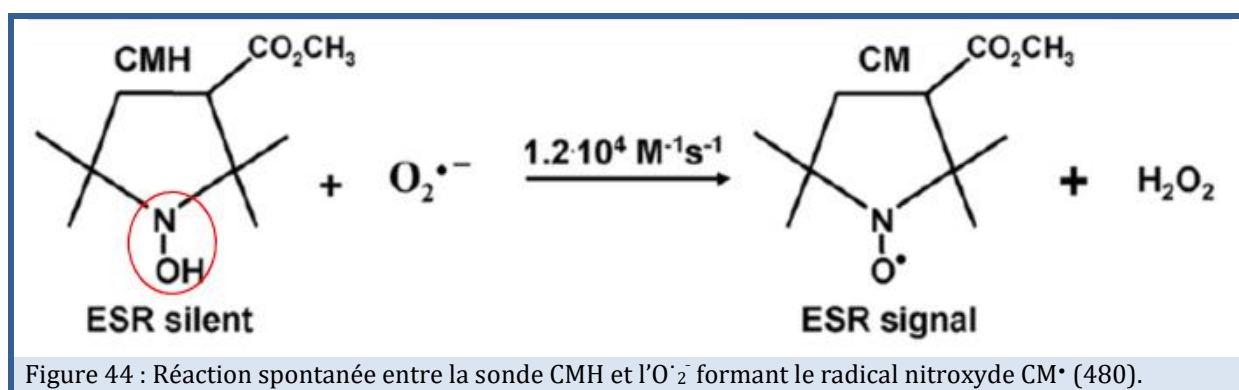 CMH CO₂CH₃ CM CO₂CH₃
+ O₂•⁻ 1.2·10⁴ M⁻¹s⁻¹ + H₂O₂
N N
OH O•
ESR silent ESR signal
Figure 44 : Réaction spontanée entre la sonde CMH et l'O˙₂⁻ formant le radical nitroxyde CM• (480).